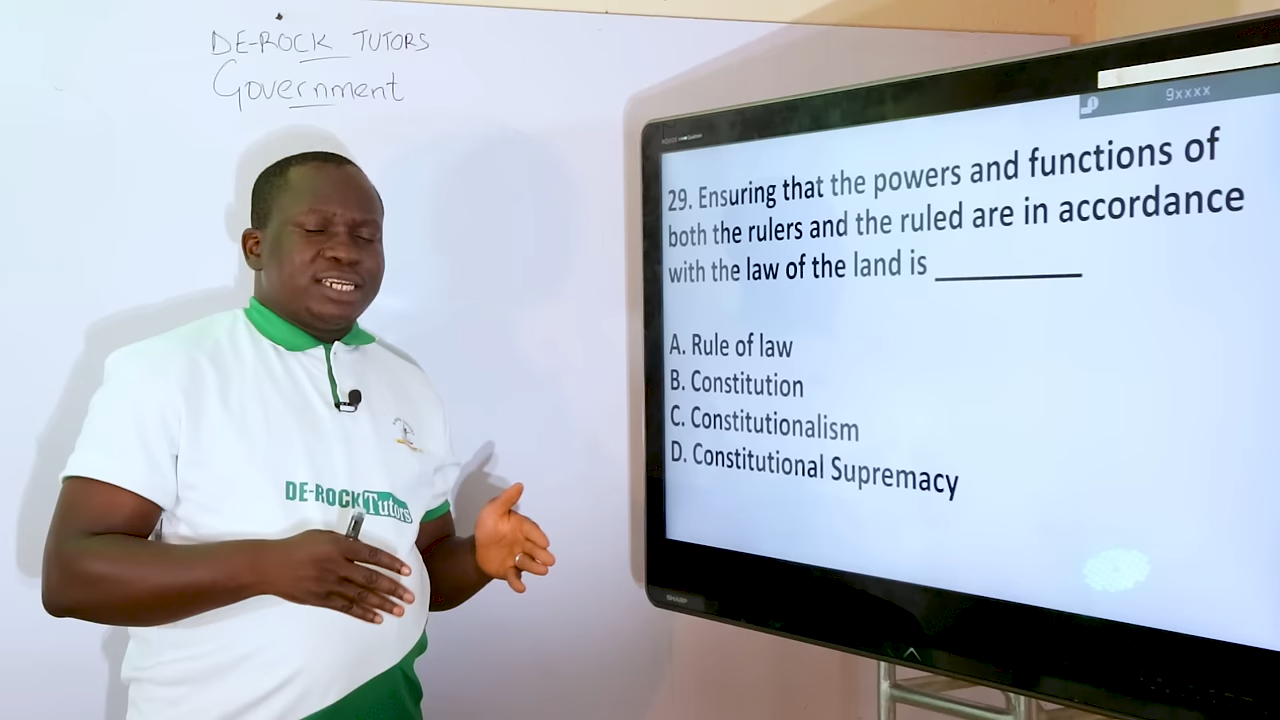 DE-ROCK TUTORS
Government
DE-ROCK Tutors
9xxxx
29. Ensuring that the powers and functions of
both the rulers and the ruled are in accordance
with the law of the land is __________
A. Rule of law
B. Constitution
C. Constitutionalism
D. Constitutional Supremacy
SHARP